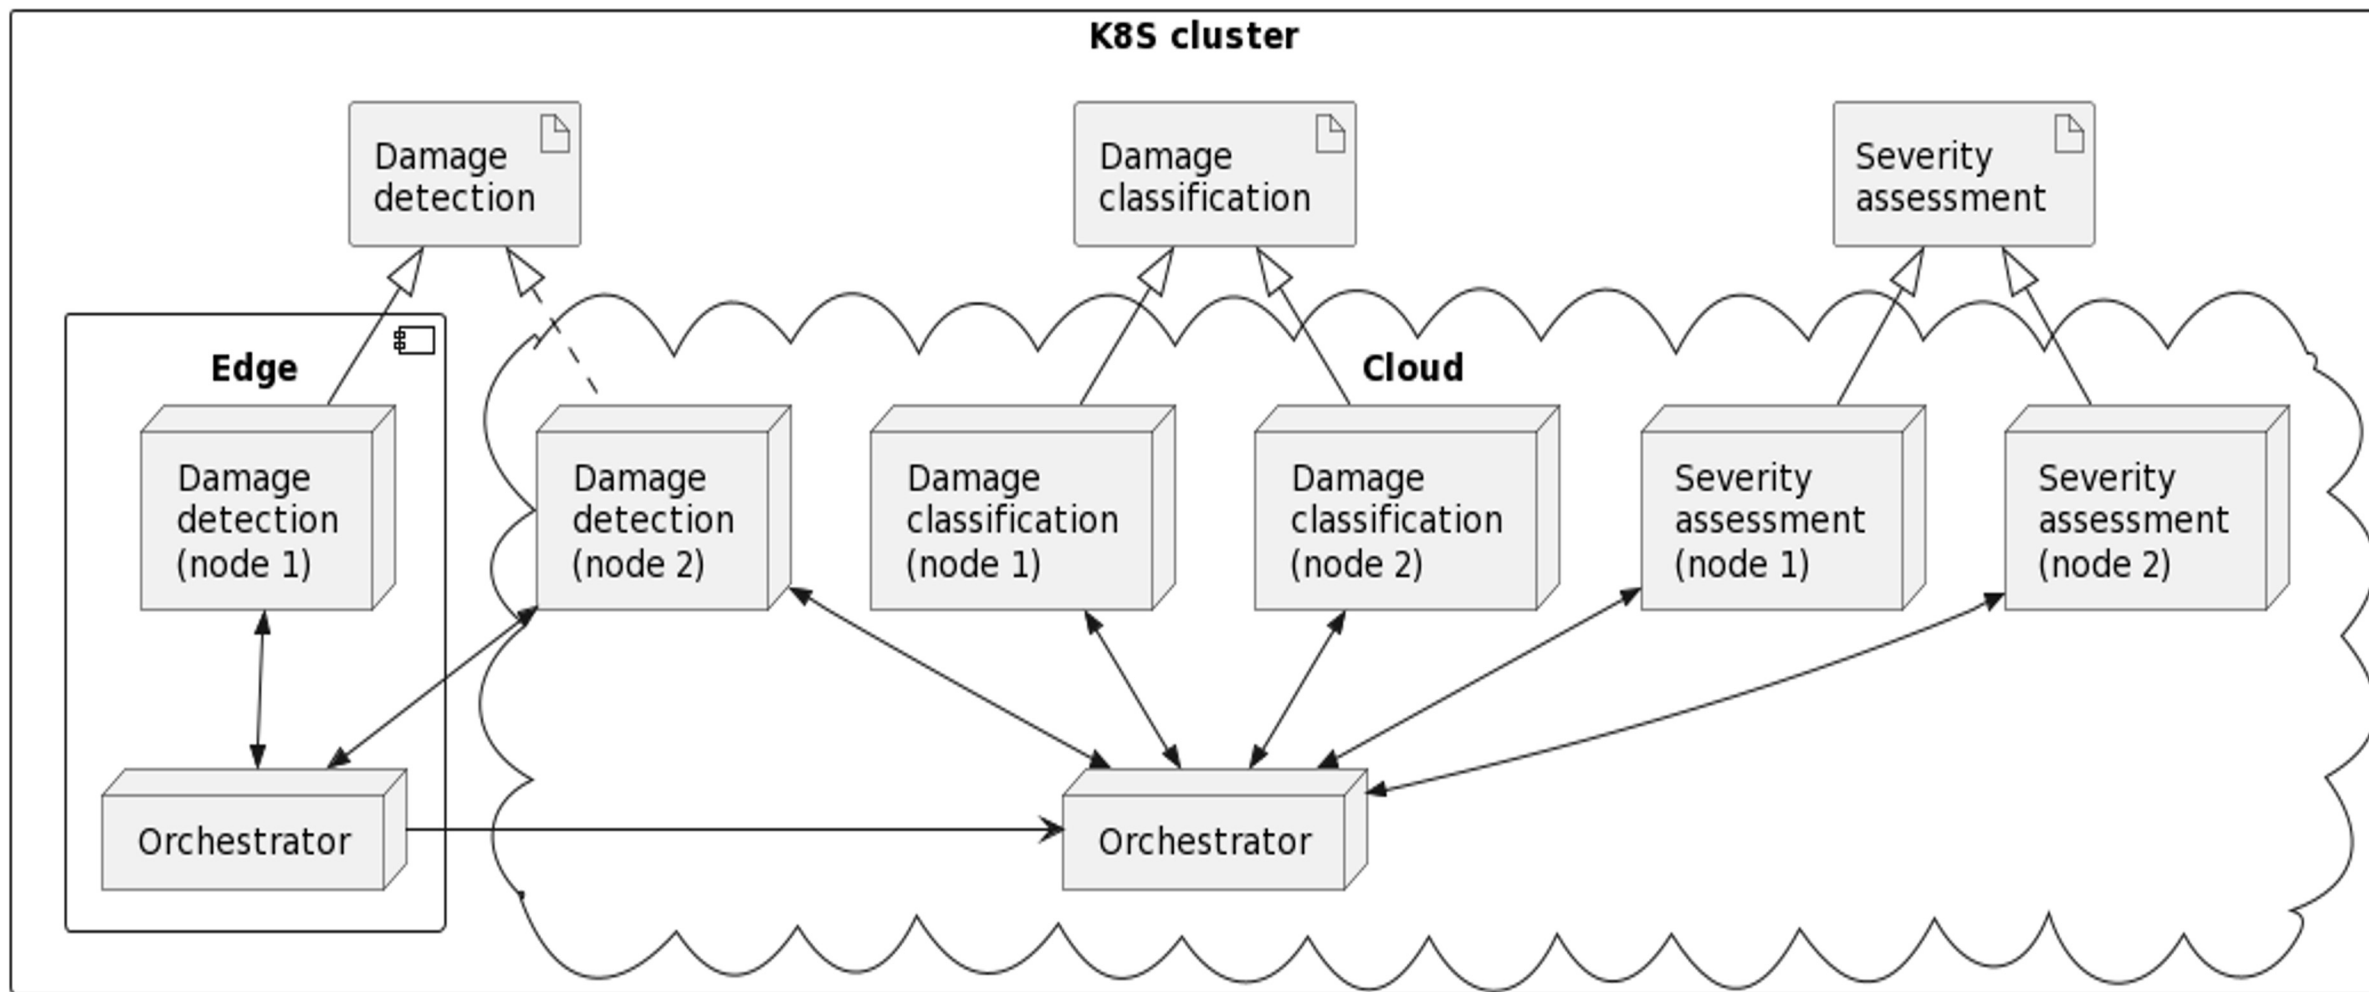 K8S cluster
Damage
detection
Damage
classification
Severity
assessment
Edge
Cloud
Damage
detection
(node 1)
Damage
detection
(node 2)
Damage
classification
(node 1)
Damage
classification
(node 2)
Severity
assessment
(node 1)
Severity
assessment
(node 2)
Orchestrator
Orchestrator